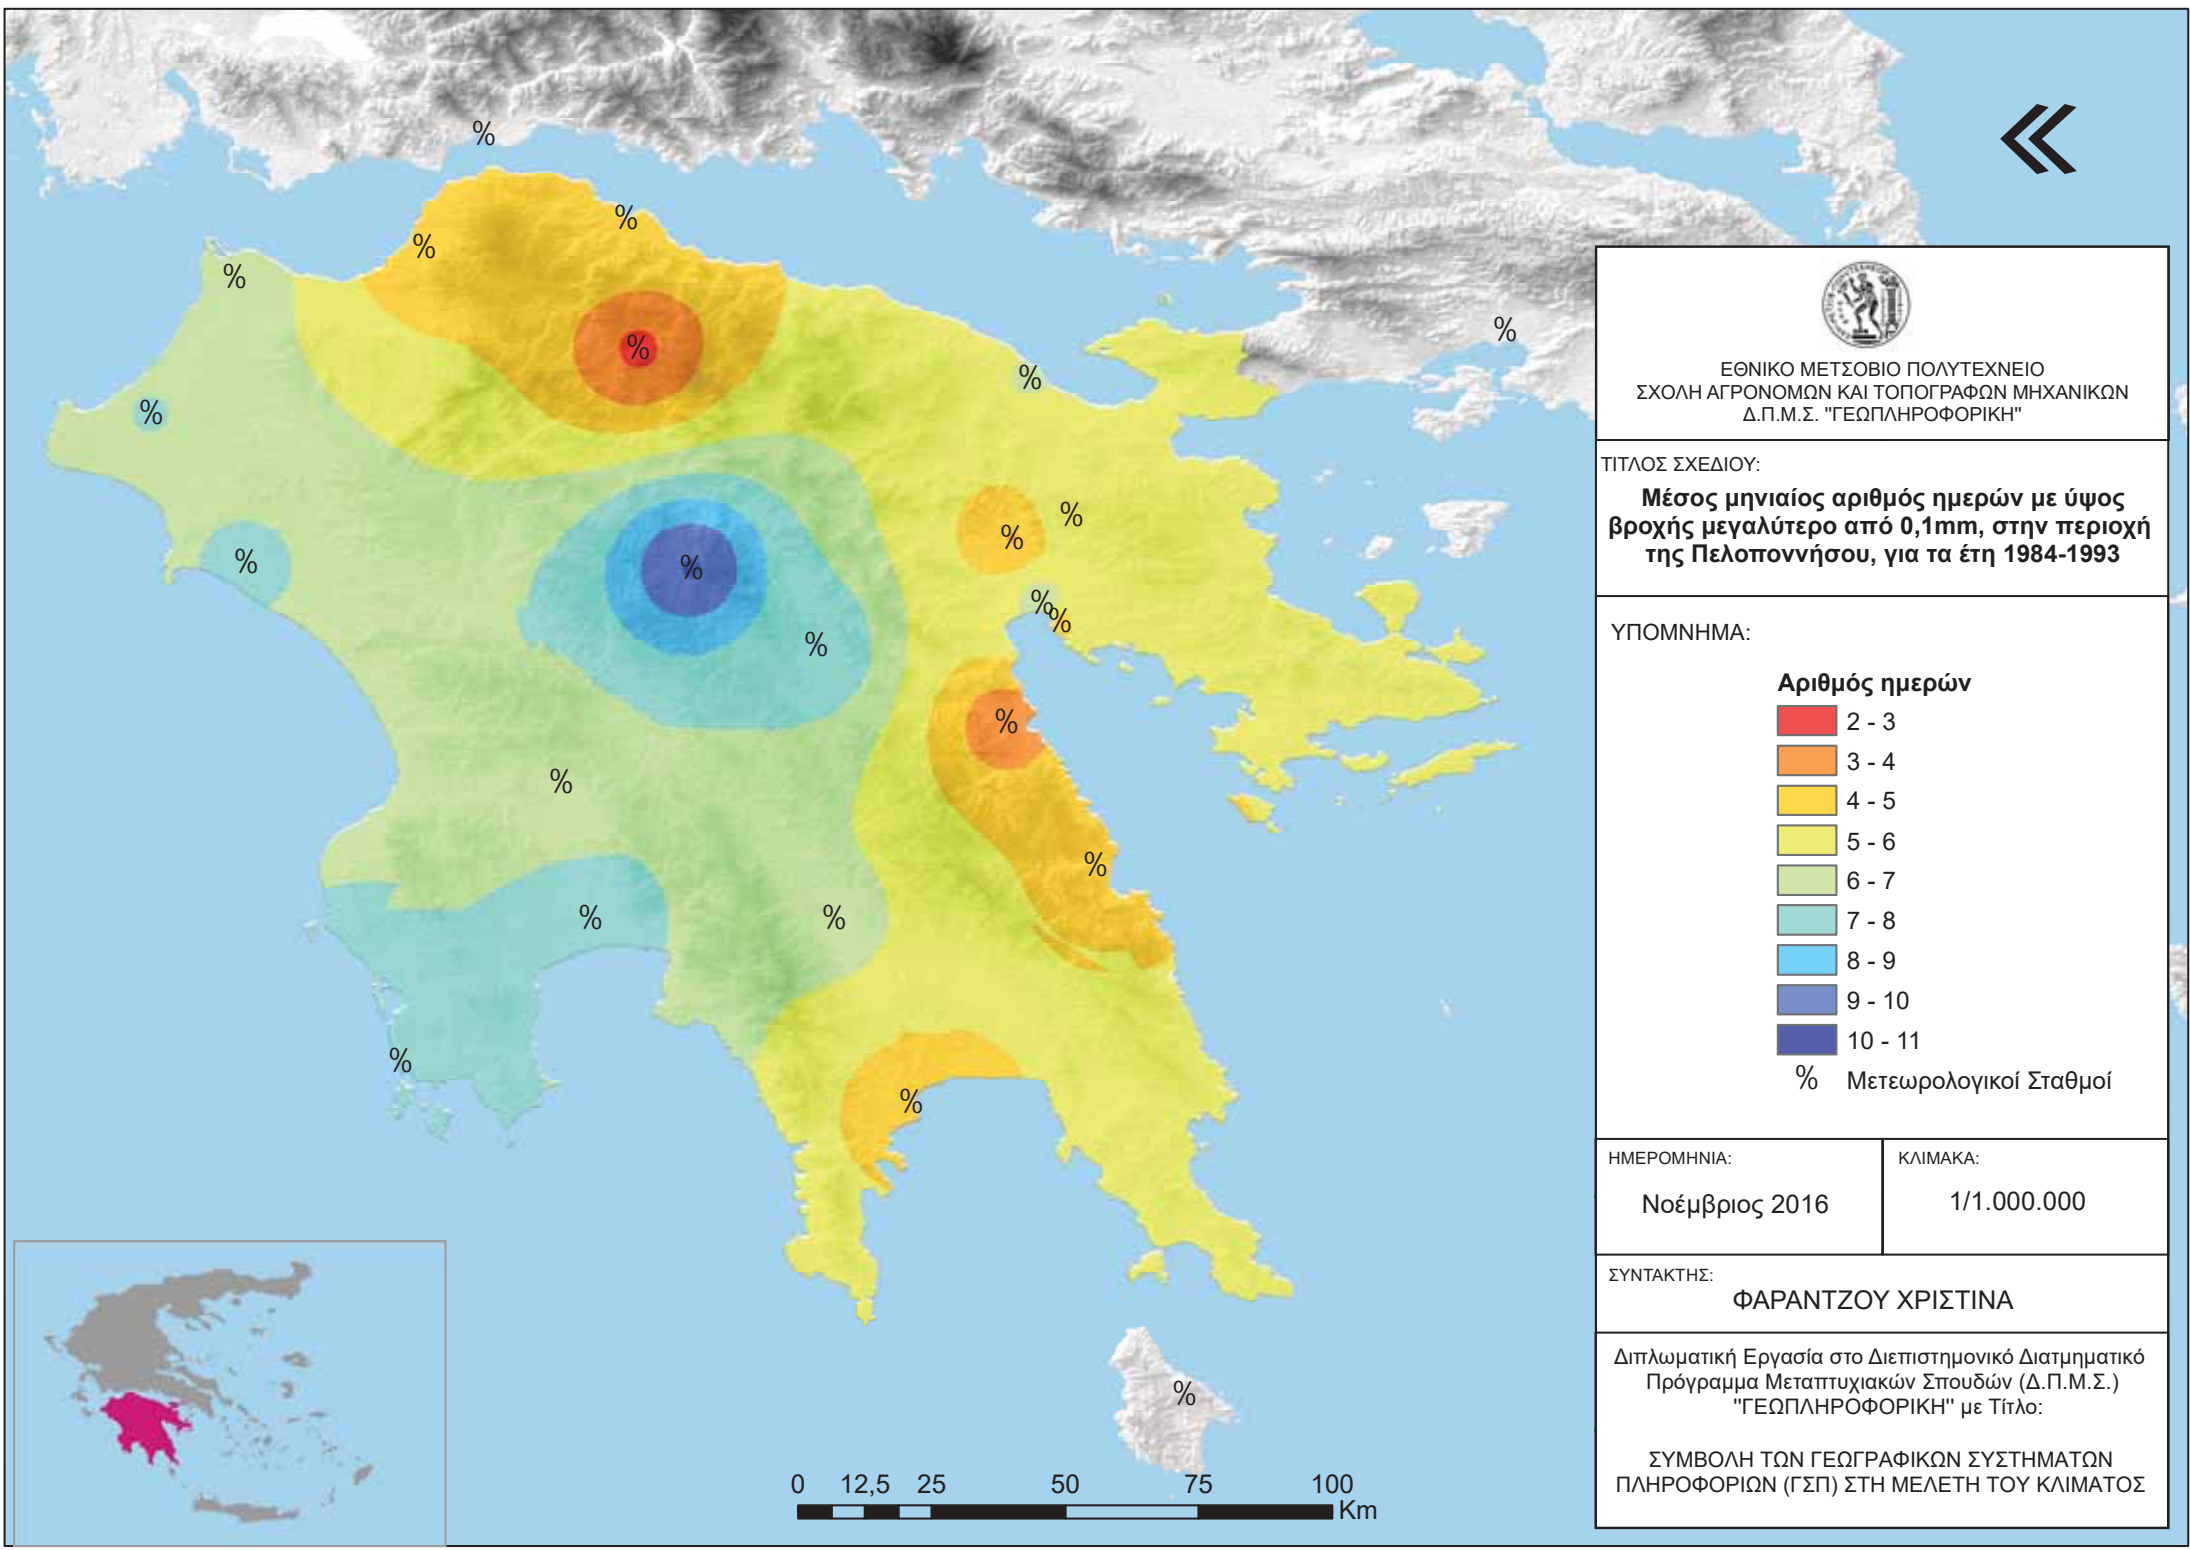 ΕΘΝΙΚΟ ΜΕΤΣΟΒΙΟ ΠΟΛΥΤΕΧΝΕΙΟ
ΣΧΟΛΗ ΑΓΡΟΝΟΜΩΝ ΚΑΙ ΤΟΠΟΓΡΑΦΩΝ ΜΗΧΑΝΙΚΩΝ
Δ.Π.Μ.Σ. "ΓΕΩΠΛΗΡΟΦΟΡΙΚΗ"
ΤΙΤΛΟΣ ΣΧΕΔΙΟΥ:
Μέσος μηνιαίος αριθμός ημερών με ύψος
βροχής μεγαλύτερο από 0,1mm, στην περιοχή
της Πελοποννήσου, για τα έτη 1984-1993
ΥΠΟΜΝΗΜΑ:
Αριθμός ημερών
2 - 3
3 - 4
4 - 5
5 - 6
6 - 7
7 - 8
8 - 9
9 - 10
10 - 11
% Μετεωρολογικοί Σταθμοί
ΗΜΕΡΟΜΗΝΙΑ:
Νοέμβριος 2016
ΚΛΙΜΑΚΑ:
1/1.000.000
ΣΥΝΤΑΚΤΗΣ:
ΦΑΡΑΝΤΖΟΥ ΧΡΙΣΤΙΝΑ
Διπλωματική Εργασία στο Διεπιστημονικό Διατμηματικό
Πρόγραμμα Μεταπτυχιακών Σπουδών (Δ.Π.Μ.Σ.)
"ΓΕΩΠΛΗΡΟΦΟΡΙΚΗ" με Τίτλο:
ΣΥΜΒΟΛΗ ΤΩΝ ΓΕΩΓΡΑΦΙΚΩΝ ΣΥΣΤΗΜΑΤΩΝ
ΠΛΗΡΟΦΟΡΙΩΝ (ΓΣΠ) ΣΤΗ ΜΕΛΕΤΗ ΤΟΥ ΚΛΙΜΑΤΟΣ
0 12,5 25 50 75 100
Km